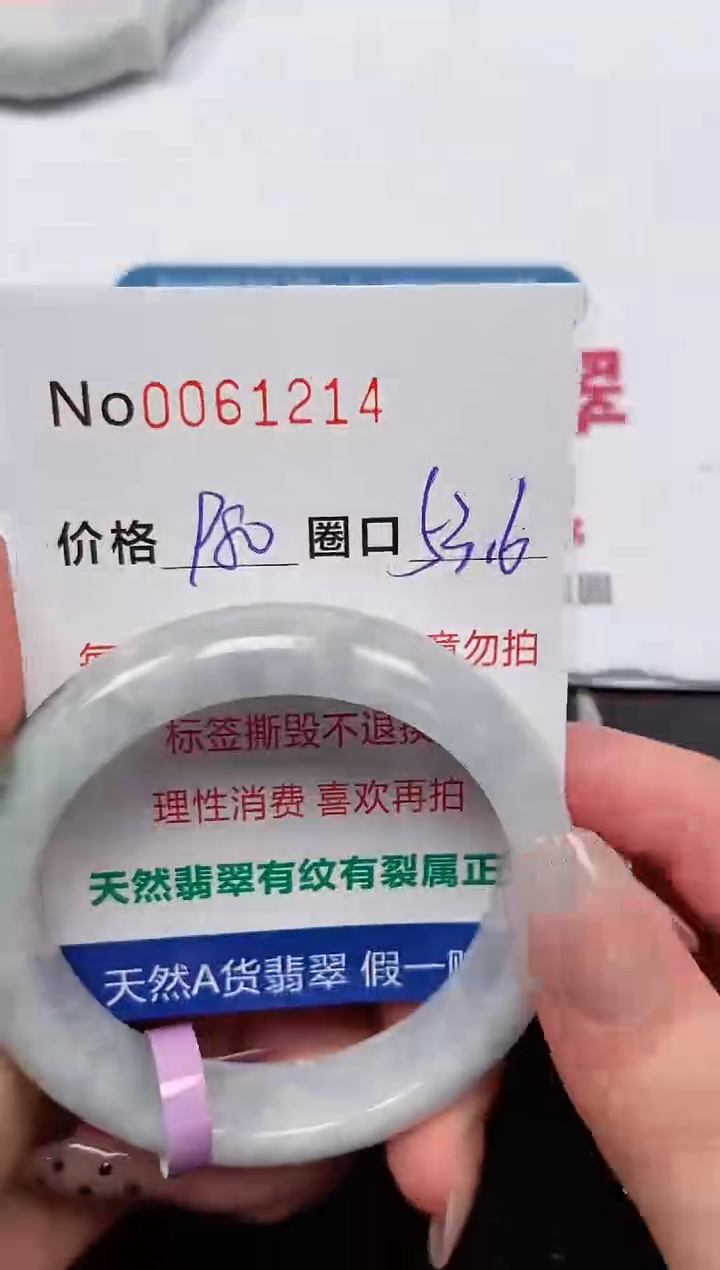 No0061214
价格 P80 圈口 53.6
意勿拍
标签撕毁不退换
理性消费 喜欢再拍
天然翡翠有纹有裂属正
天然A货翡翠 假一